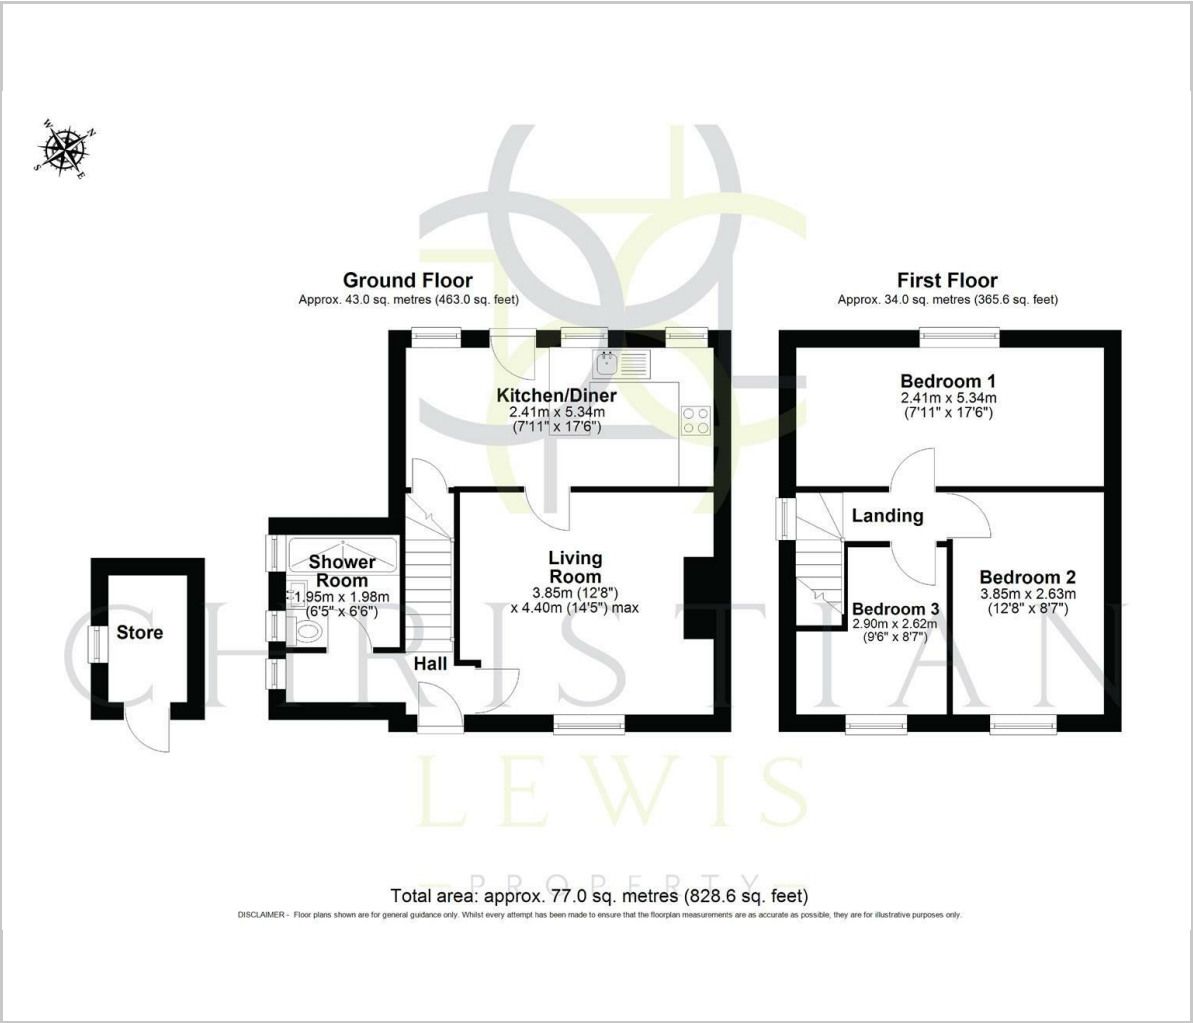 W
N
S
E
Ground Floor
Approx. 43.0 sq. metres (463.0 sq. feet)
First Floor
Approx. 34.0 sq. metres (365.6 sq. feet)
Kitchen/Diner
2.41m x 5.34m
(7'11" x 17'6")
Bedroom 1
2.41m x 5.34m
(7'11" x 17'6")
Landing
Shower
Room
1.95m x 1.98m
(6'5" x 6'6")
Living
Room
3.85m (12'8")
x 4.40m (14'5") max
Bedroom 2
3.85m x 2.63m
(12'8" x 8'7")
Bedroom 3
2.90m x 2.62m
(9'6" x 8'7")
Store
Hall
CHRISTIAN
LEWIS
PROPERTY
Total area: approx. 77.0 sq. metres (828.6 sq. feet)
DISCLAIMER - Floor plans shown are for general guidance only. Whilst every attempt has been made to ensure that the floorplan measurements are as accurate as possible, they are for illustrative purposes only.